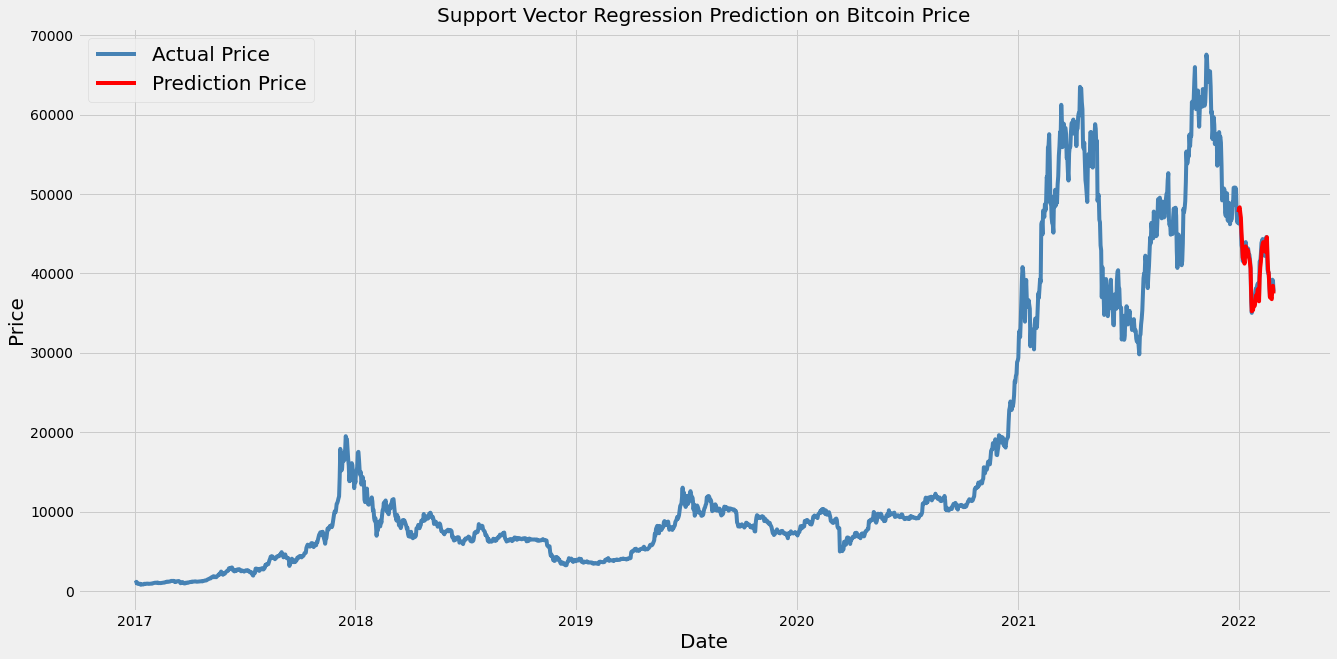 Support Vector Regression Prediction on Bitcoin Price
Actual Price
Prediction Price
70000
60000
50000
40000
30000
20000
10000
0
Price
2017
2018
2019
2020
2021
2022
Date